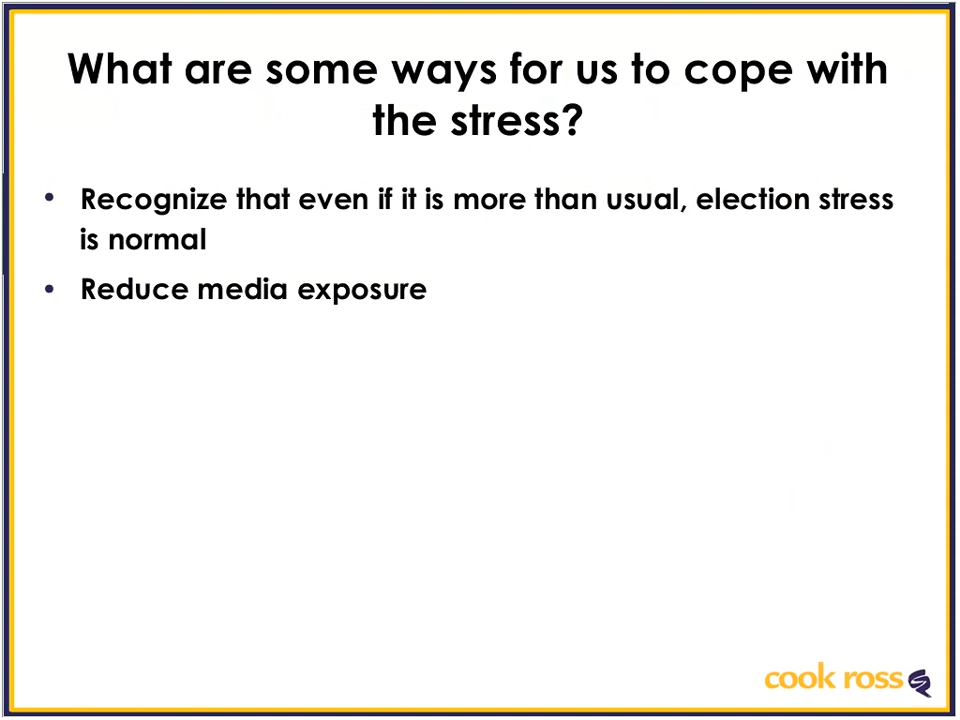 What are some ways for us to cope with
the stress?
• Recognize that even if it is more than usual, election stress
is normal
• Reduce media exposure
cook ross